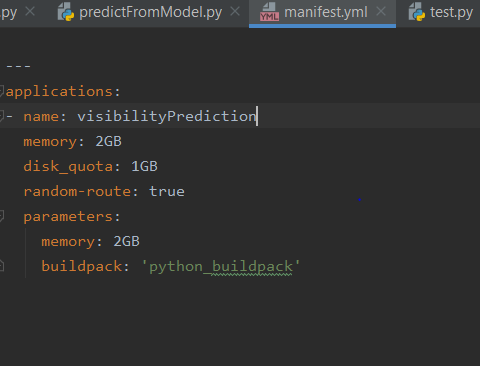 .py predictFromModel.py manifest.yml test.py
---
applications:
- name: visibilityPrediction
memory: 2GB
disk_quota: 1GB
random-route: true
parameters:
memory: 2GB
buildpack: 'python_buildpack'